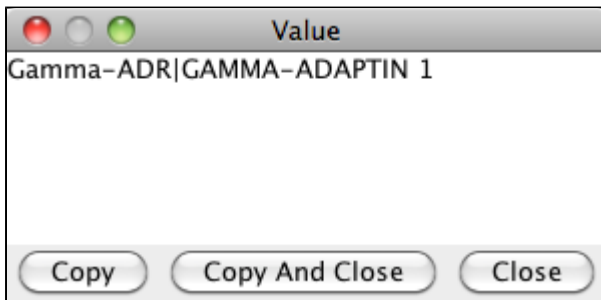 Value
Gamma-ADR|GAMMA-ADAPTIN 1
Copy
Copy And Close
Close